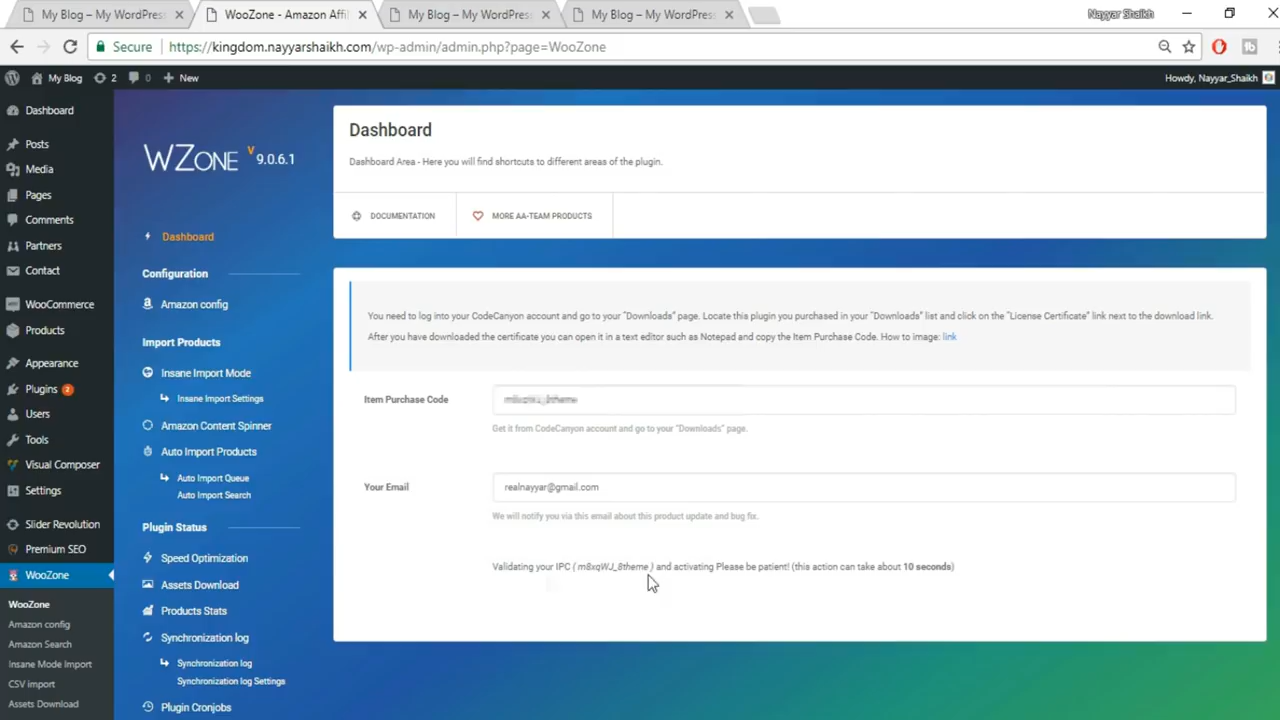 My Blog – My WordPress
WooZone - Amazon Affil
My Blog – My WordPress
My Blog – My WordPress
Nayyar Shaikh
Secure
https://kingdom.nayyarshaikh.com/wp-admin/admin.php?page=WooZone
My Blog
2
0
New
Howdy, Nayyar_Shaikh
Dashboard
Posts
Media
Pages
Comments
Partners
Contact
WooCommerce
Products
Appearance
Plugins 2
Users
Tools
Visual Composer
Settings
Slider Revolution
Premium SEO
WooZone
WooZone
Amazon config
Amazon Search
Insane Mode Import
CSV import
Assets Download
WZONE V 9.0.6.1
Dashboard
Configuration
Amazon config
Import Products
Insane Import Mode
Insane Import Settings
Amazon Content Spinner
Auto Import Products
Auto Import Queue
Auto Import Search
Plugin Status
Speed Optimization
Assets Download
Products Stats
Synchronization log
Synchronization log
Synchronization log Settings
Plugin Cronjobs
Dashboard
Dashboard Area - Here you will find shortcuts to different areas of the plugin.
DOCUMENTATION
MORE AA-TEAM PRODUCTS
You need to log into your CodeCanyon account and go to your "Downloads" page. Locate this plugin you purchased in your "Downloads" list and click on the "License Certificate" link next to the download link.
After you have downloaded the certificate you can open it in a text editor such as Notepad and copy the Item Purchase Code. How to image: link
Item Purchase Code
Get it from CodeCanyon account and go to your "Downloads" page.
Your Email
realnayyar@gmail.com
We will notify you via this email about this product update and bug fix.
Validating your IPC ( m8xqWJ_8theme ) and activating Please be patient! (this action can take about 10 seconds)